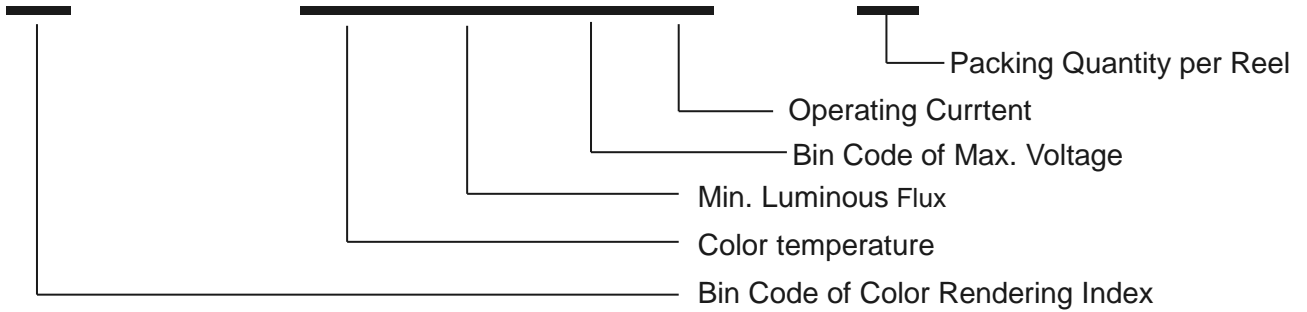 Packing Quantity per Reel
Operating Currtent
Bin Code of Max. Voltage
Min. Luminous Flux
Color temperature
Bin Code of Color Rendering Index